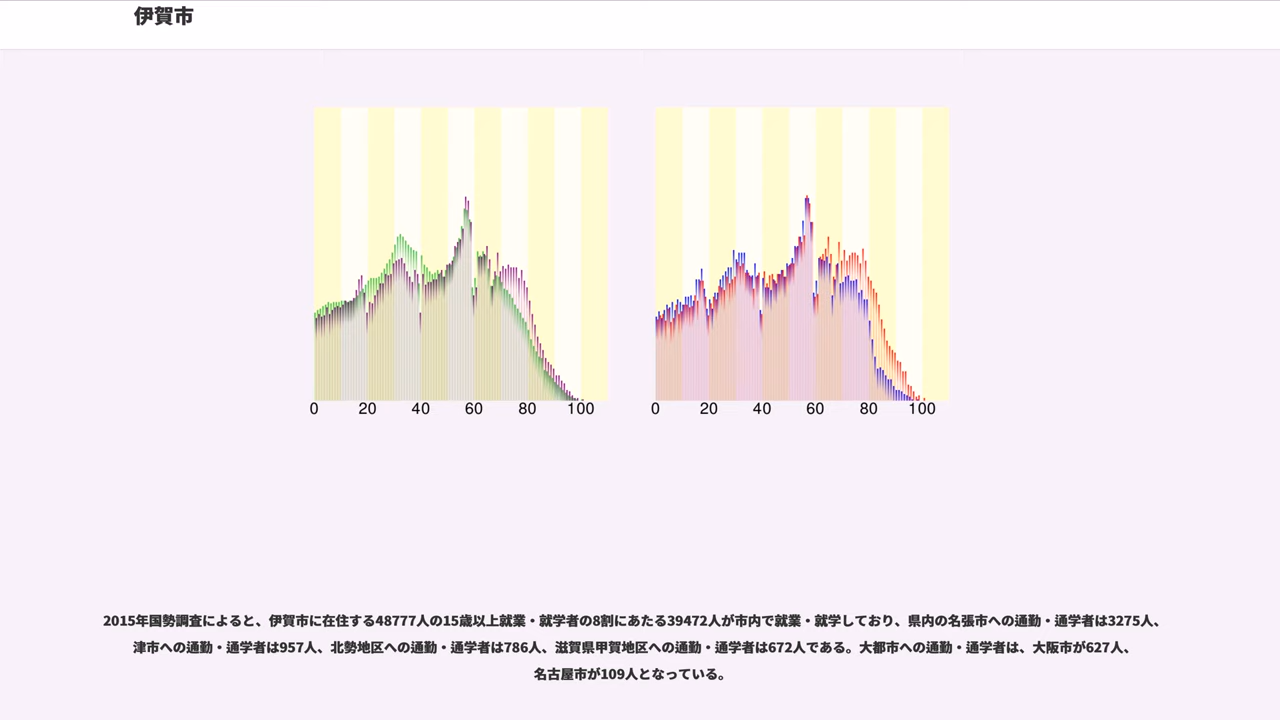 伊賀市
0 20 40 60 80 100
0 20 40 60 80 100
2015年国勢調査によると、伊賀市に在住する48777人の15歳以上就業・就学者の8割にあたる39472人が市内で就業・就学しており、県内の名張市への通勤・通学者は3275人、
津市への通勤・通学者は957人、北勢地区への通勤・通学者は786人、滋賀県甲賀地区への通勤・通学者は672人である。大都市への通勤・通学者は、大阪市が627人、
名古屋市が109人となっている。